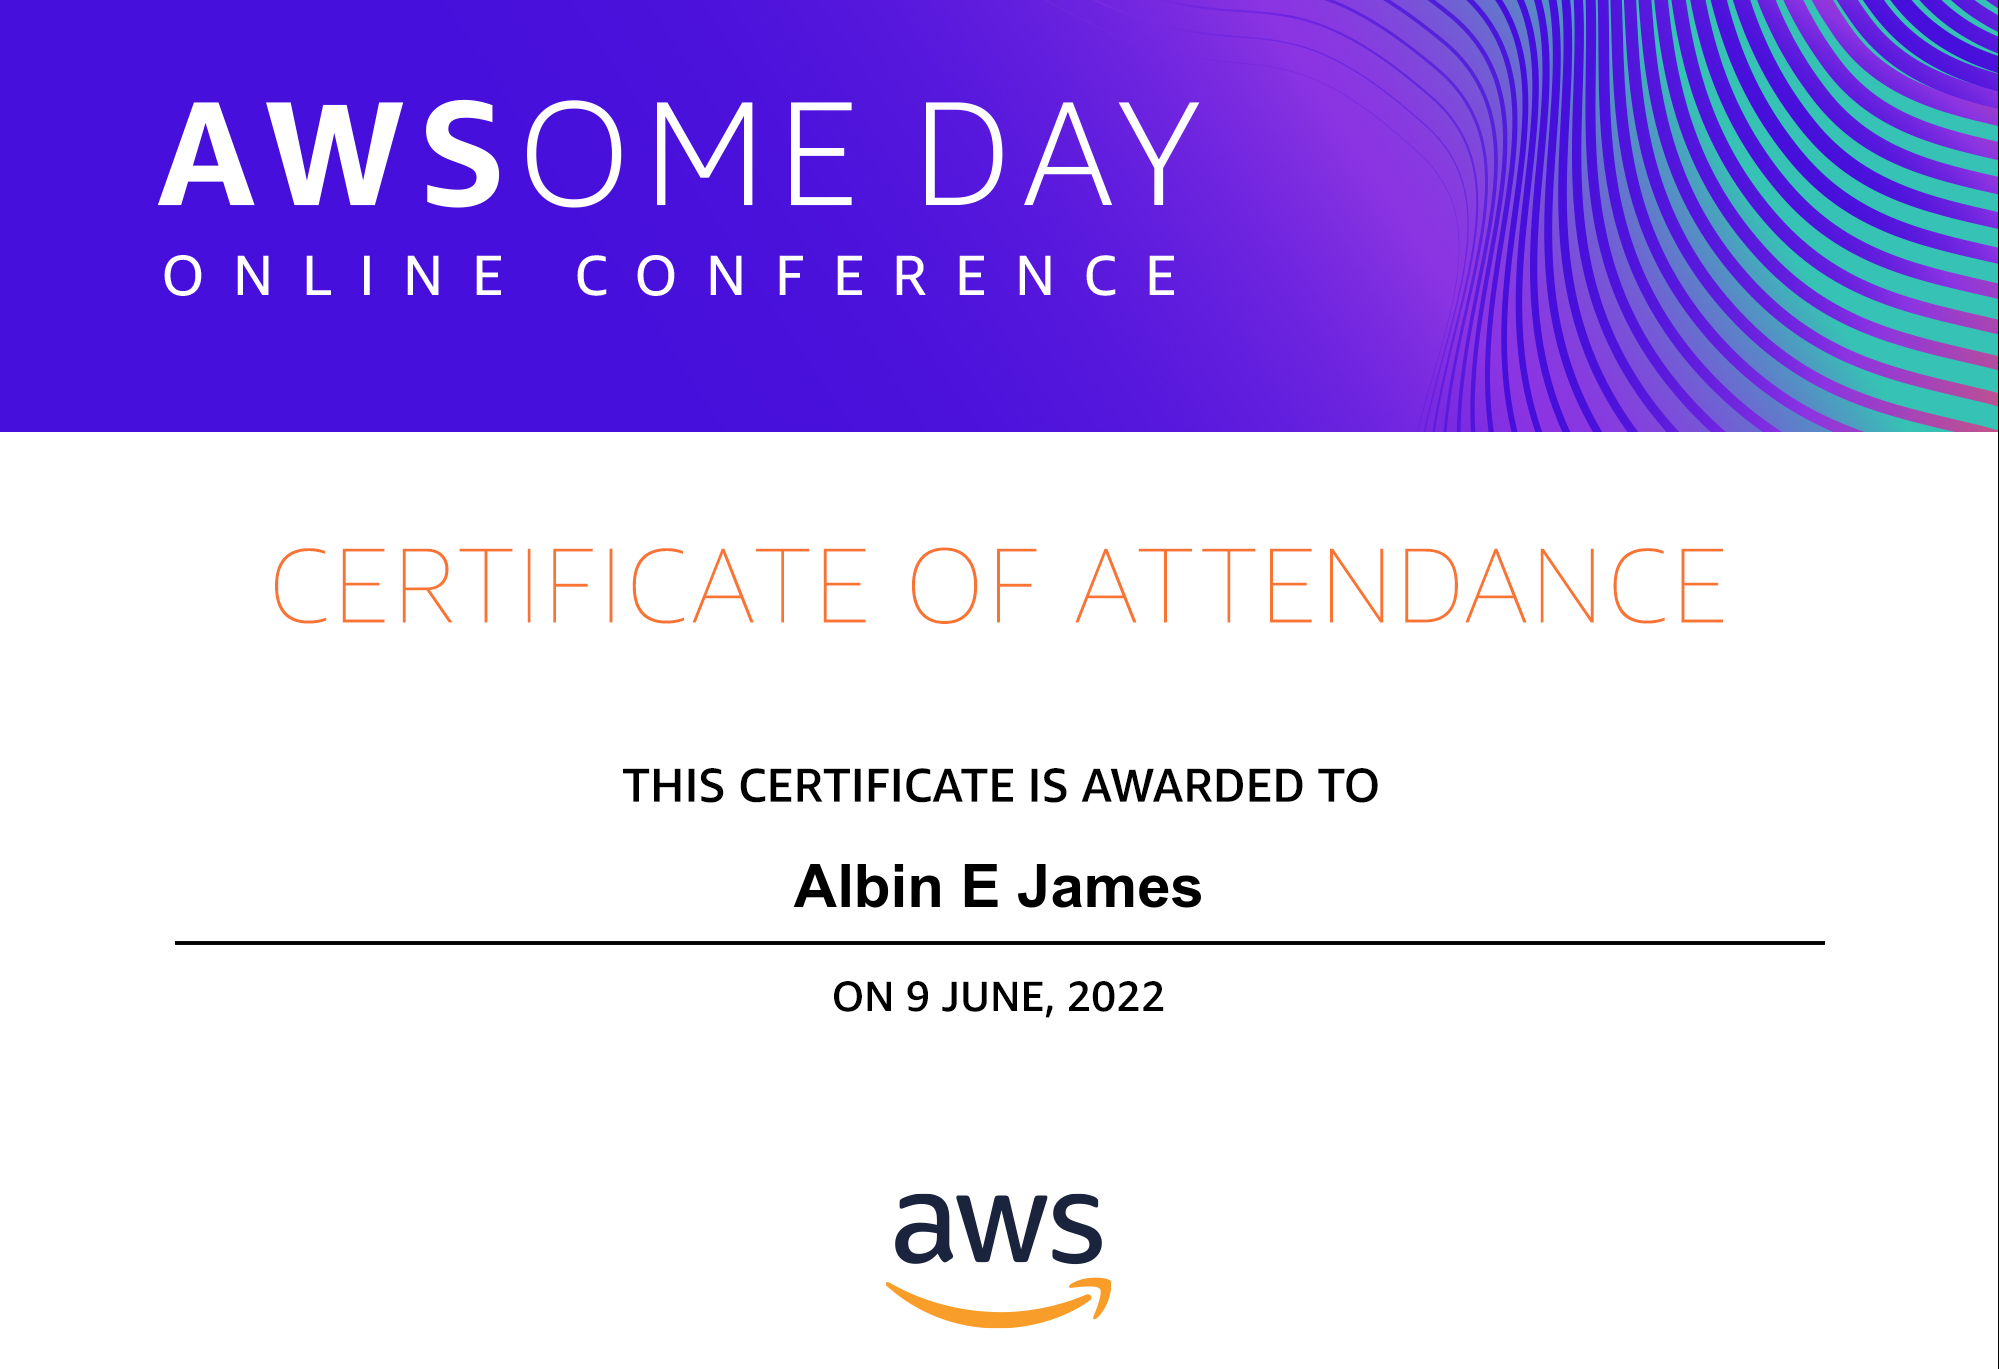 AWSOME DAY
ONLINE CONFERENCE
CERTIFICATE OF ATTENDANCE
THIS CERTIFICATE IS AWARDED TO
Albin E James
ON 9 JUNE, 2022
aws